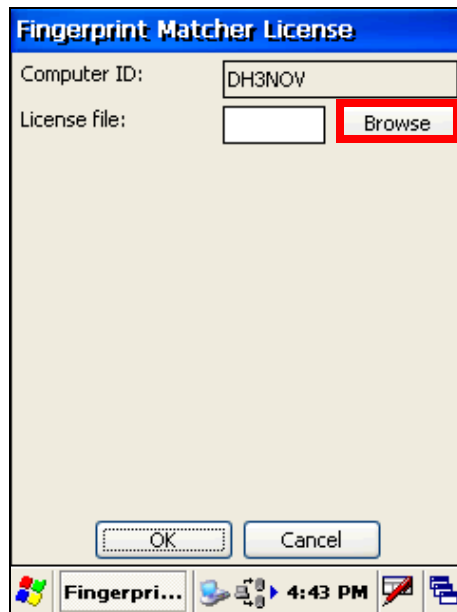 Fingerprint Matcher License
Computer ID: DH3NOV
License file: Browse
OK Cancel
Fingerpri... 4:43 PM